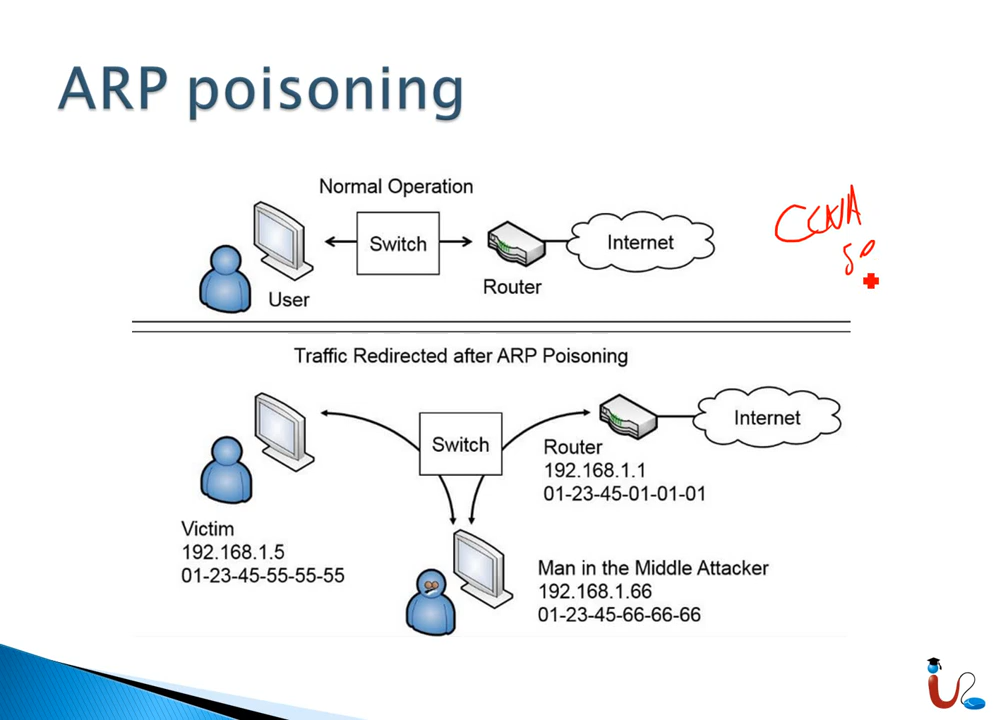 ARP poisoning
Normal Operation
Switch
Internet
Router
User
CCNA
Traffic Redirected after ARP Poisoning
Switch
Internet
Router
192.168.1.1
01-23-45-01-01-01
Victim
192.168.1.5
01-23-45-55-55-55
Man in the Middle Attacker
192.168.1.66
01-23-45-66-66-66